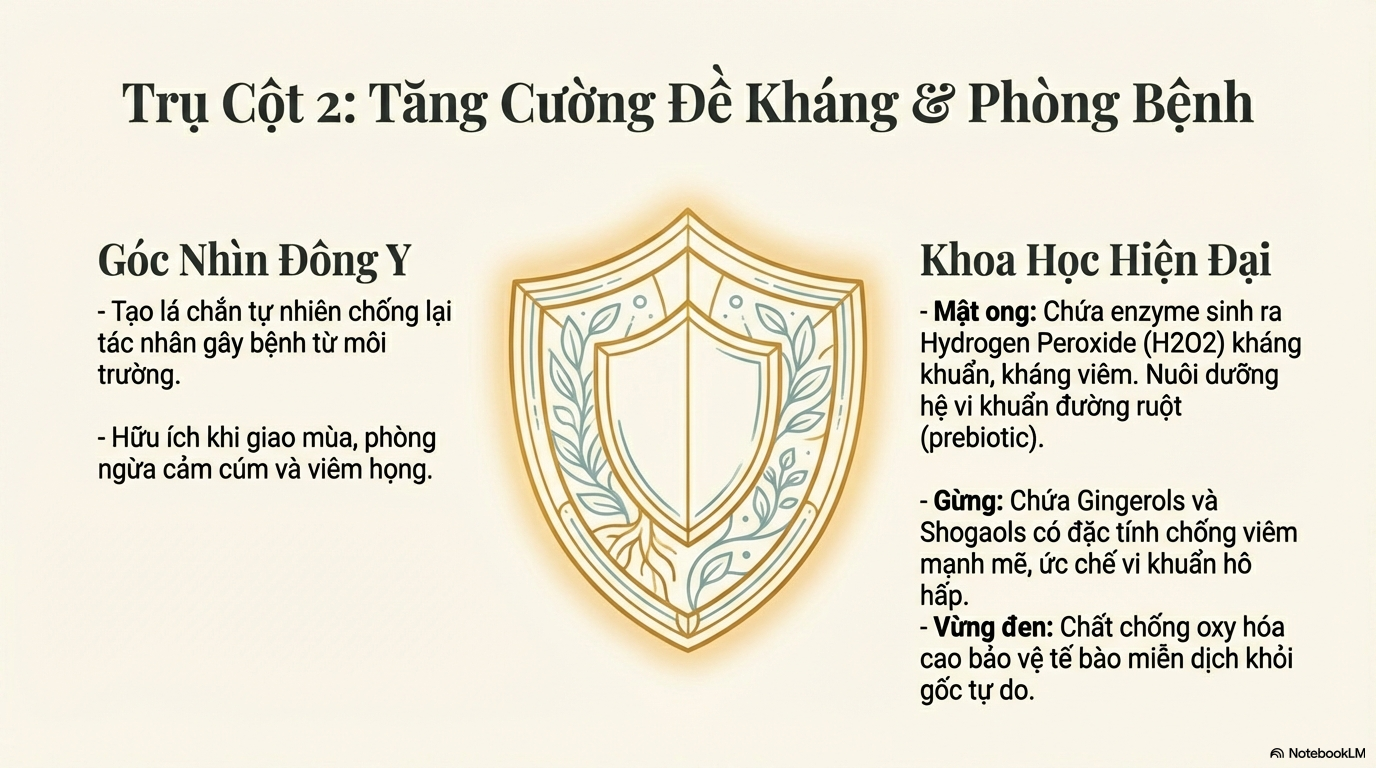 Trụ Cột 2: Tăng Cường Đề Kháng & Phòng Bệnh
Góc Nhìn Đông Y
- Tạo lá chắn tự nhiên chống lại
tác nhân gây bệnh từ môi
trường.
- Hữu ích khi giao mùa, phòng
ngừa cảm cúm và viêm họng.
Khoa Học Hiện Đại
- Mật ong: Chứa enzyme sinh ra
Hydrogen Peroxide (H2O2) kháng
khuẩn, kháng viêm. Nuôi dưỡng
hệ vi khuẩn đường ruột
(prebiotic).
- Gừng: Chứa Gingerols và
Shogaols có đặc tính chống viêm
mạnh mẽ, ức chế vi khuẩn hô
hấp.
- Vừng đen: Chất chống oxy hóa
cao bảo vệ tế bào miễn dịch khỏi
gốc tự do.
NotebookLM